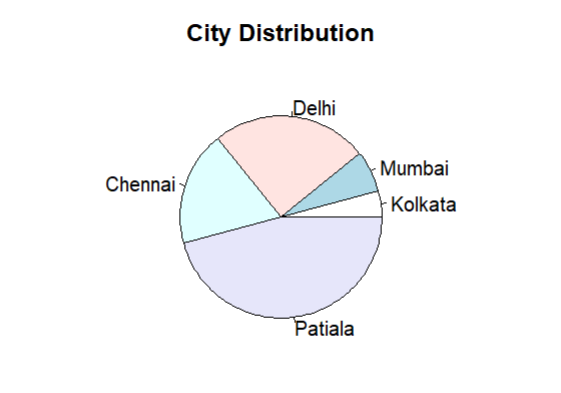 City Distribution
Delhi
Mumbai
Chennai
Kolkata
Patiala